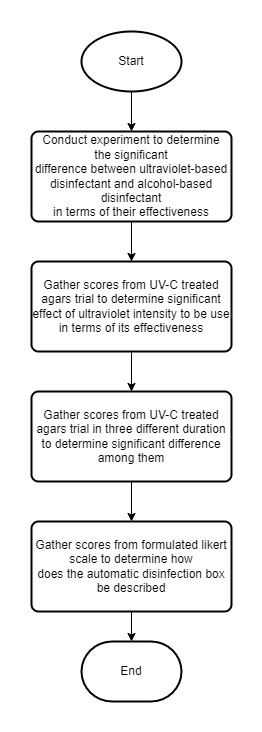 Start
Conduct experiment to determine
the significant
difference between ultraviolet-based
disinfectant and alcohol-based
disinfectant
in terms of their effectiveness
Gather scores from UV-C treated
agars trial to determine significant
effect of ultraviolet intensity to be use
in terms of its effectiveness
Gather scores from UV-C treated
agars trial in three different duration
to determine significant difference
among them
Gather scores from formulated likert
scale to determine how
does the automatic disinfection box
be described
End